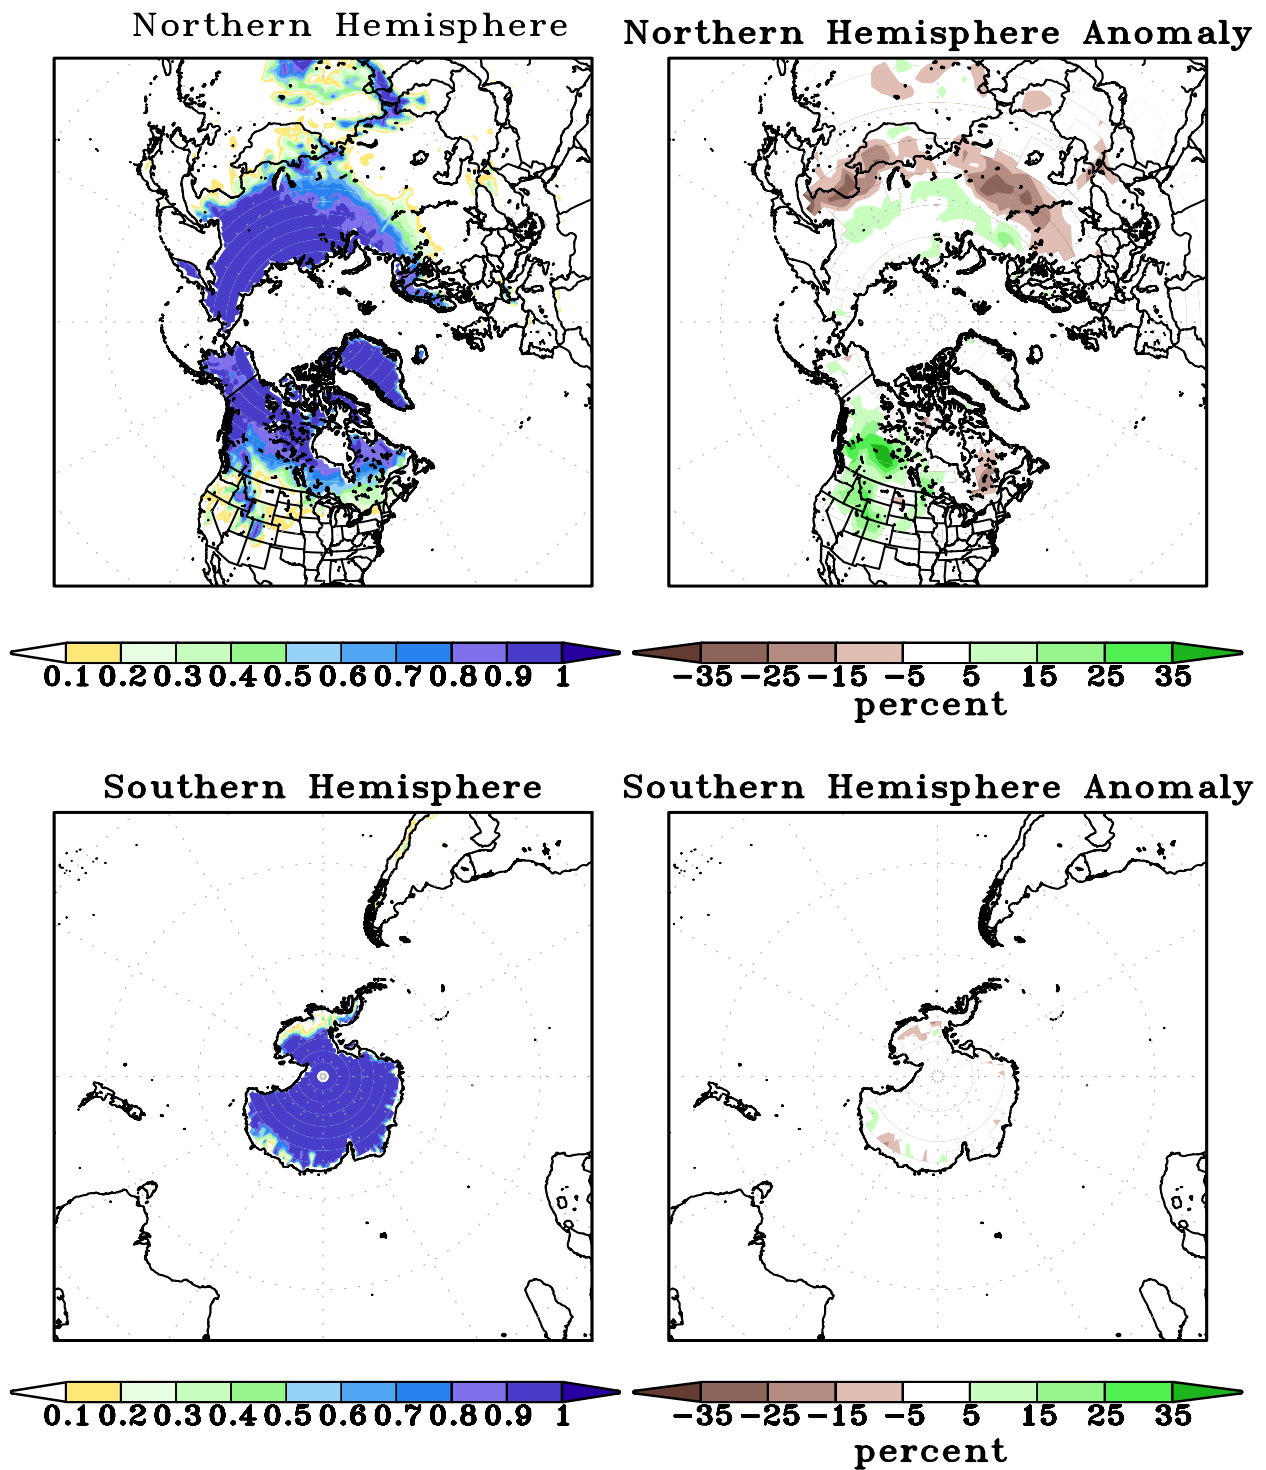 Northern Hemisphere
Northern Hemisphere Anomaly
0.1 0.2 0.3 0.4 0.5 0.6 0.7 0.8 0.9 1
-35 -25 -15 -5 5 15 25 35
percent
Southern Hemisphere
Southern Hemisphere Anomaly
0.1 0.2 0.3 0.4 0.5 0.6 0.7 0.8 0.9 1
-35 -25 -15 -5 5 15 25 35
percent